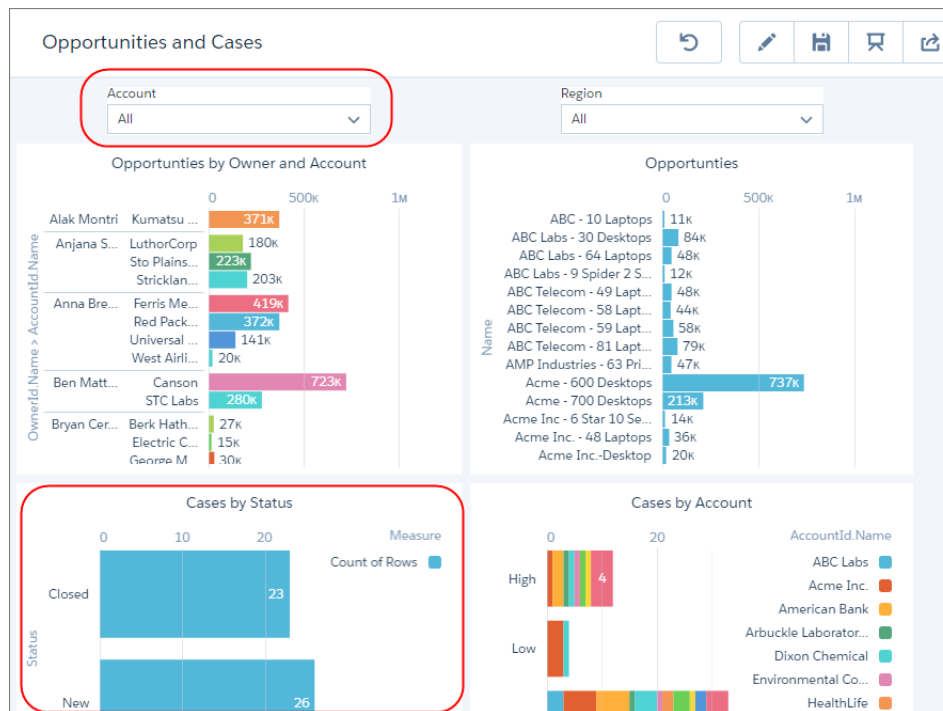 Opportunities and Cases
Account
All
Region
All
Opportunties by Owner and Account
0 500K 1M
OwnerId.Name > AccountId.Name
Alak Montri Kumatsu ... 371K
Anjana S... LuthorCorp 180K
Sto Plains... 223K
Stricklan... 203K
Anna Bre... Ferris Me... 419K
Red Pack... 372K
Universal ... 141K
West Airli... 20K
Ben Matt... Canson 723K
STC Labs 280K
Bryan Cer... Berk Hath... 27K
Electric C... 15K
George M... 30K
Opportunties
0 500K 1M
Name
ABC - 10 Laptops 11K
ABC Labs - 30 Desktops 84K
ABC Labs - 64 Laptops 48K
ABC Labs - 9 Spider 2 S... 12K
ABC Telecom - 49 Lapt... 48K
ABC Telecom - 58 Lapt... 44K
ABC Telecom - 59 Lapt... 58K
ABC Telecom - 81 Lapt... 79K
AMP Industries - 63 Pri... 47K
Acme - 600 Desktops 737K
Acme - 700 Desktops 213K
Acme Inc - 6 Star 10 Se... 14K
Acme Inc. - 48 Laptops 36K
Acme Inc.-Desktop 20K
Cases by Status
0 10 20
Measure
Count of Rows
Status
Closed 23
New 26
Cases by Account
0 20
AccountId.Name
High 4
Low
ABC Labs
Acme Inc.
American Bank
Arbuckle Laborator...
Dixon Chemical
Environmental Co...
HealthLife